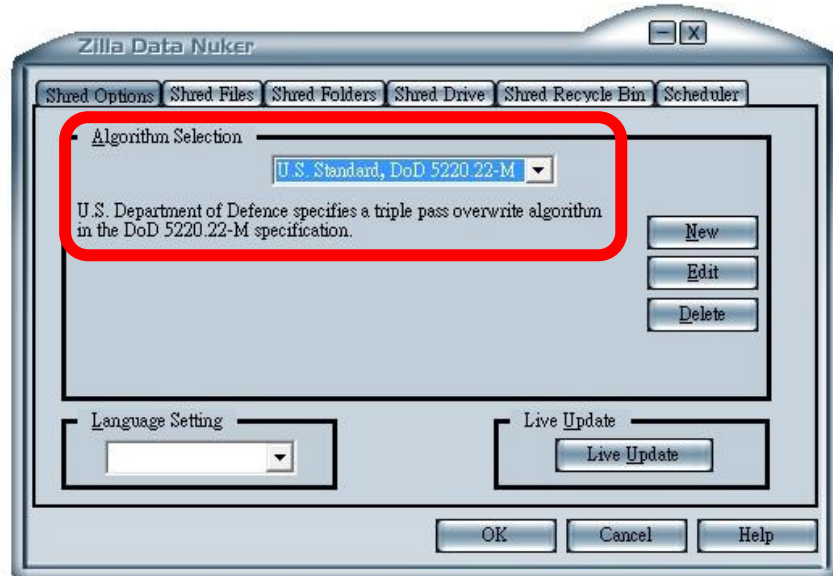 Zilla Data Nuker
Shred Options Shred Files Shred Folders Shred Drive Shred Recycle Bin Scheduler
Algorithm Selection
U.S. Standard, DoD 5220.22-M
U.S. Department of Defence specifies a triple pass overwrite algorithm
in the DoD 5220.22-M specification.
New
Edit
Delete
Language Setting
Live Update
Live Update
OK Cancel Help